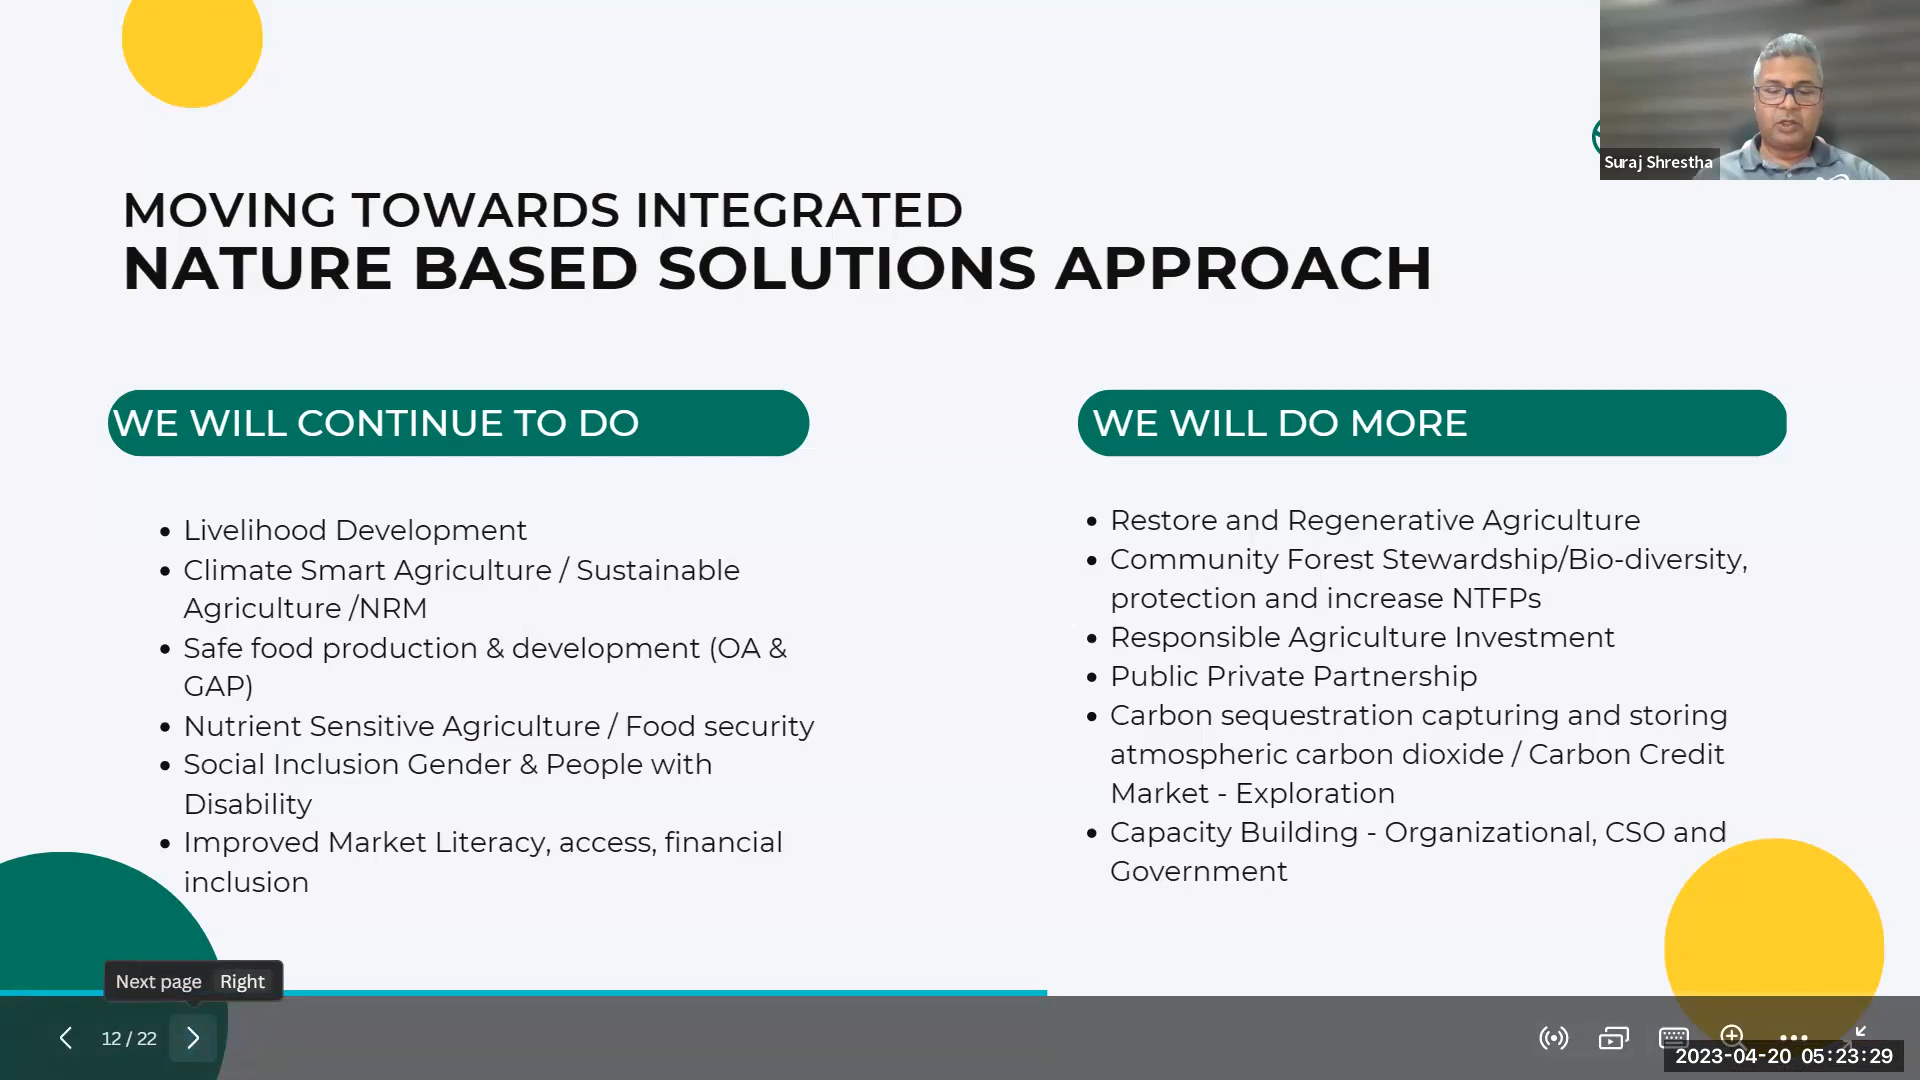 Suraj Shrestha
MOVING TOWARDS INTEGRATED
NATURE BASED SOLUTIONS APPROACH
WE WILL CONTINUE TO DO
• Livelihood Development
• Climate Smart Agriculture / Sustainable
Agriculture /NRM
• Safe food production & development (OA &
GAP)
• Nutrient Sensitive Agriculture / Food security
• Social Inclusion Gender & People with
Disability
• Improved Market Literacy, access, financial
inclusion
WE WILL DO MORE
• Restore and Regenerative Agriculture
• Community Forest Stewardship/Bio-diversity,
protection and increase NTFPs
• Responsible Agriculture Investment
• Public Private Partnership
• Carbon sequestration capturing and storing
atmospheric carbon dioxide / Carbon Credit
Market - Exploration
• Capacity Building - Organizational, CSO and
Government
Next page Right
12 / 22
2023-04-20 05:23:29